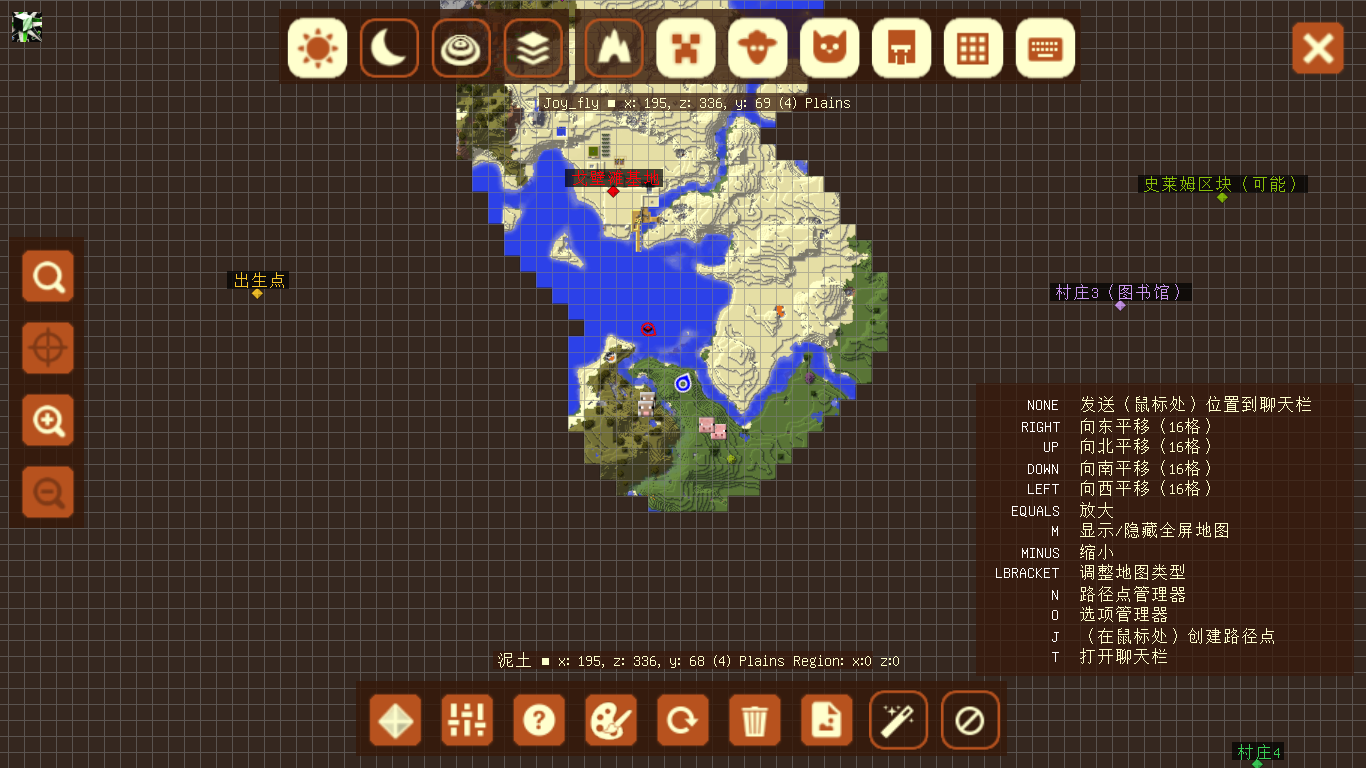 Joy_fly ■ x: 195, z: 336, y: 69 (4) Plains
史莱姆区块（可能）
出生点
村庄3（图书馆）
NONE 发送（鼠标处）位置到聊天栏
RIGHT 向东平移（16格）
UP 向北平移（16格）
DOWN 向南平移（16格）
LEFT 向西平移（16格）
EQUALS 放大
M 显示/隐藏全屏地图
MINUS 缩小
LBRACKET 调整地图类型
N 路径点管理器
O 选项管理器
J （在鼠标处）创建路径点
T 打开聊天栏
泥土 ■ x: 195, z: 336, y: 68 (4) Plains Region: x:0 z:0
村庄4